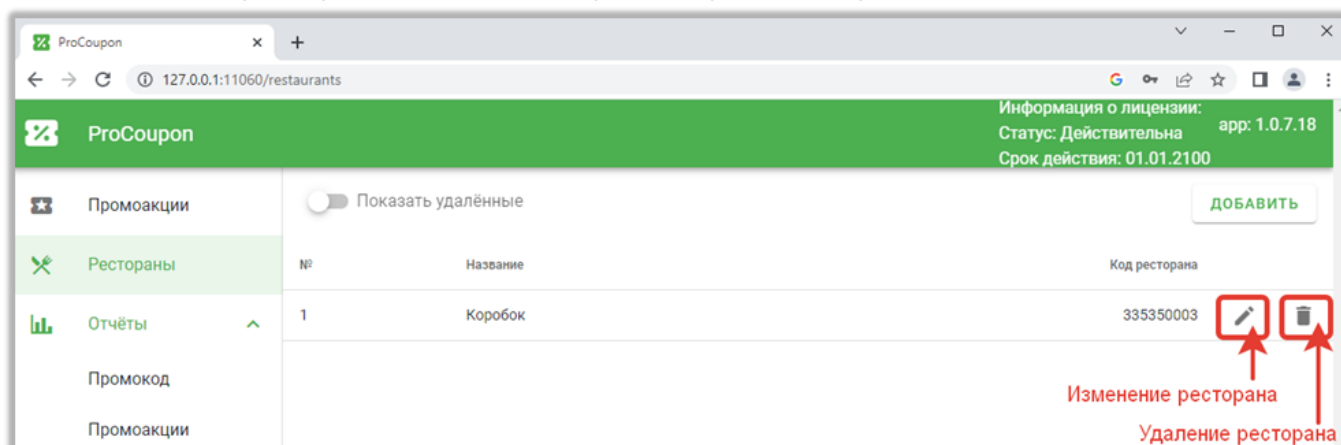 ProCoupon
127.0.0.1:11060/restaurants
ProCoupon
Информация о лицензии:
Статус: Действительна
Срок действия: 01.01.2100
app: 1.0.7.18
Промоакции
Показать удалённые
ДОБАВИТЬ
Рестораны
№ Название Код ресторана
Отчёты
1 Коробок 335350003
Промокод
Изменение ресторана
Промоакции
Удаление ресторана